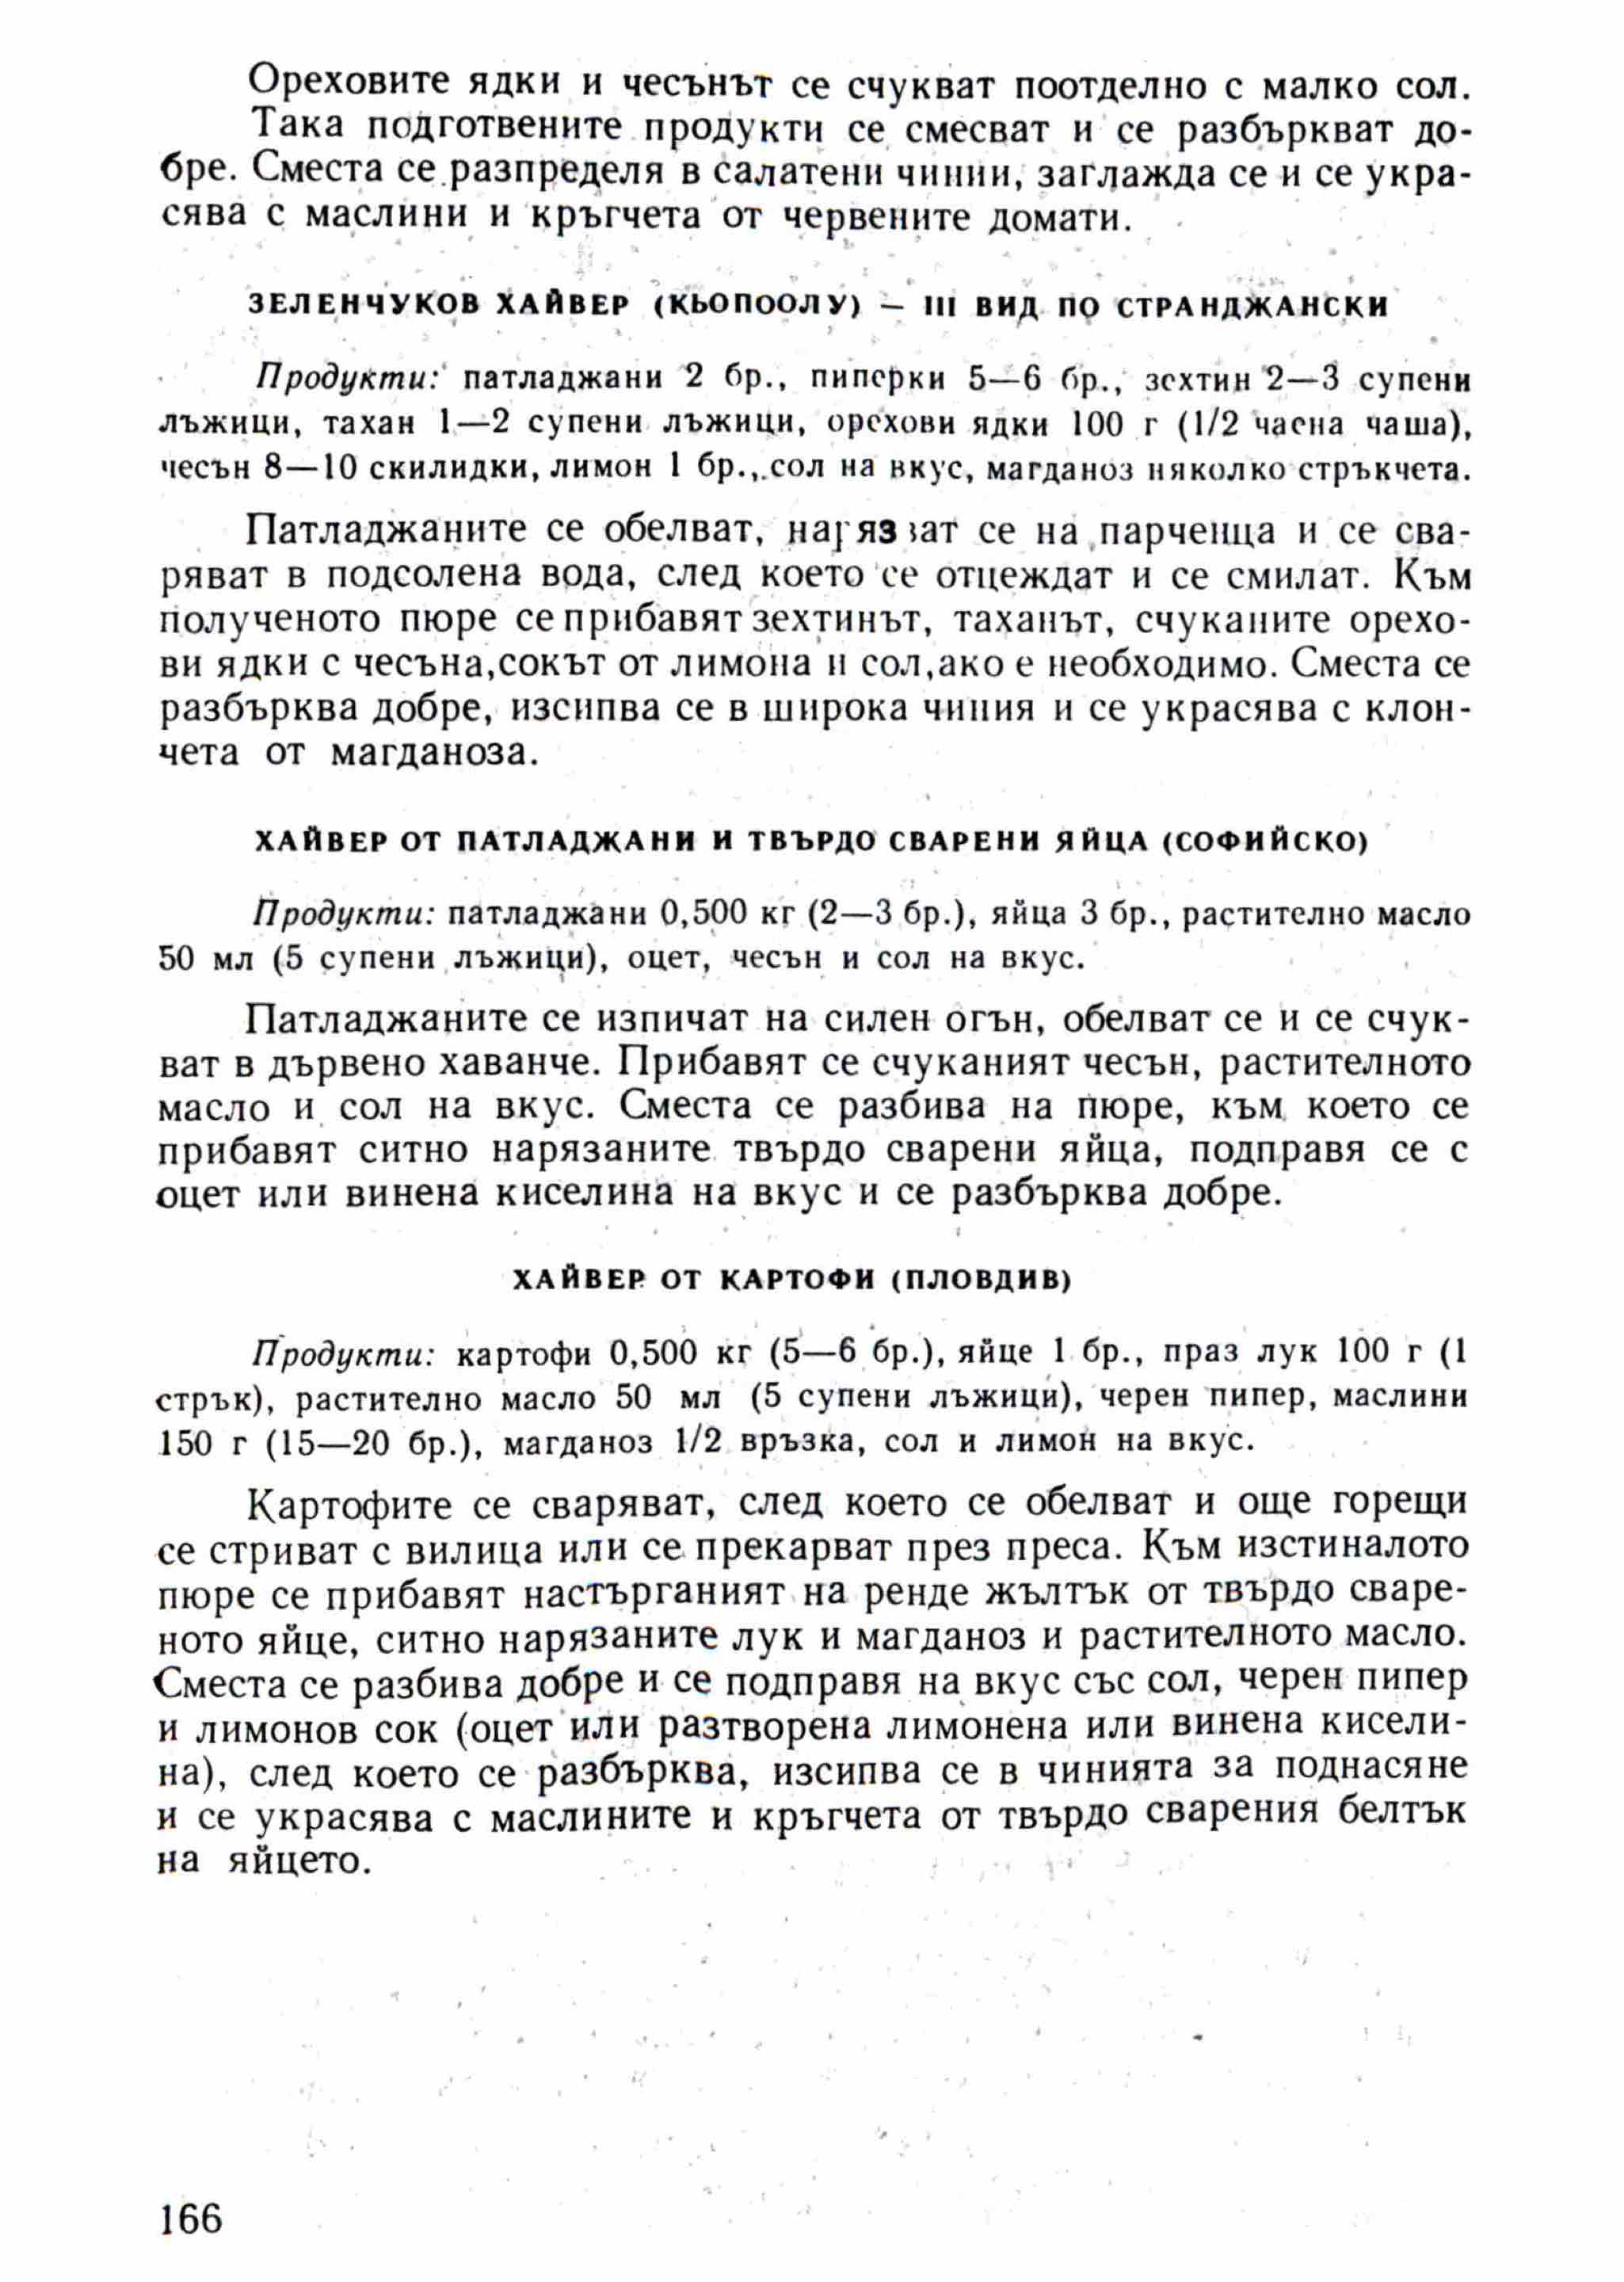 Ореховите ядки и чесънът се счукват поотделно с малко сол.
Така подготвените продукти се смесват и се разбъркват до-
бре. Сместа се разпределя в салатени чинии, заглажда се и се укра-
сява с маслини и кръгчета от червените домати.
ЗЕЛЕНЧУКОВ ХАЙВЕР (КЬОПООЛУ) — III ВИД ПО СТРАНДЖАНСКИ
Продукти: патладжани 2 бр., пиперки 5—6 бр., зехтин 2—3 супени
лъжици, тахан 1—2 супени лъжици, орехови ядки 100 г (1/2 чаена чаша),
чесън 8—10 скилидки, лимон 1 бр., сол на вкус, магданоз няколко стръкчета.
Патладжаните се обелват, нарязват се на парченца и се сва-
ряват в подсолена вода, след което се отцеждат и се смилат. Към
полученото пюре се прибавят зехтинът, таханът, счуканите орехо-
ви ядки с чесъна,сокът от лимона и сол,ако е необходимо. Сместа се
разбърква добре, изсипва се в широка чиния и се украсява с клон-
чета от магданоза.
ХАЙВЕР ОТ ПАТЛАДЖАНИ И ТВЪРДО СВАРЕНИ ЯЙЦА (СОФИЙСКО)
Продукти: патладжани 0,500 кг (2—3 бр.), яйца 3 бр., растително масло
50 мл (5 супени лъжици), оцет, чесън и сол на вкус.
Патладжаните се изпичат на силен огън, обелват се и се счук-
ват в дървено хаванче. Прибавят се счуканият чесън, растителното
масло и сол на вкус. Сместа се разбива на пюре, към което се
прибавят ситно нарязаните твърдо сварени яйца, подправя се с
оцет или винена киселина на вкус и се разбърква добре.
ХАЙВЕР ОТ КАРТОФИ (ПЛОВДИВ)
Продукти: картофи 0,500 кг (5—6 бр.), яйце 1 бр., праз лук 100 г (1
стрък), растително масло 50 мл (5 супени лъжици), черен пипер, маслини
150 г (15—20 бр.), магданоз 1/2 връзка, сол и лимон на вкус.
Картофите се сваряват, след което се обелват и още горещи
се стриват с вилица или се прекарват през преса. Към изстиналото
пюре се прибавят настърганият на ренде жълтък от твърдо сваре-
ното яйце, ситно нарязаните лук и магданоз и растителното масло.
Сместа се разбива добре и се подправя на вкус със сол, черен пипер
и лимонов сок (оцет или разтворена лимонена или винена кисели-
на), след което се разбърква, изсипва се в чинията за поднасяне
и се украсява с маслините и кръгчета от твърдо сварения белтък
на яйцето.
166